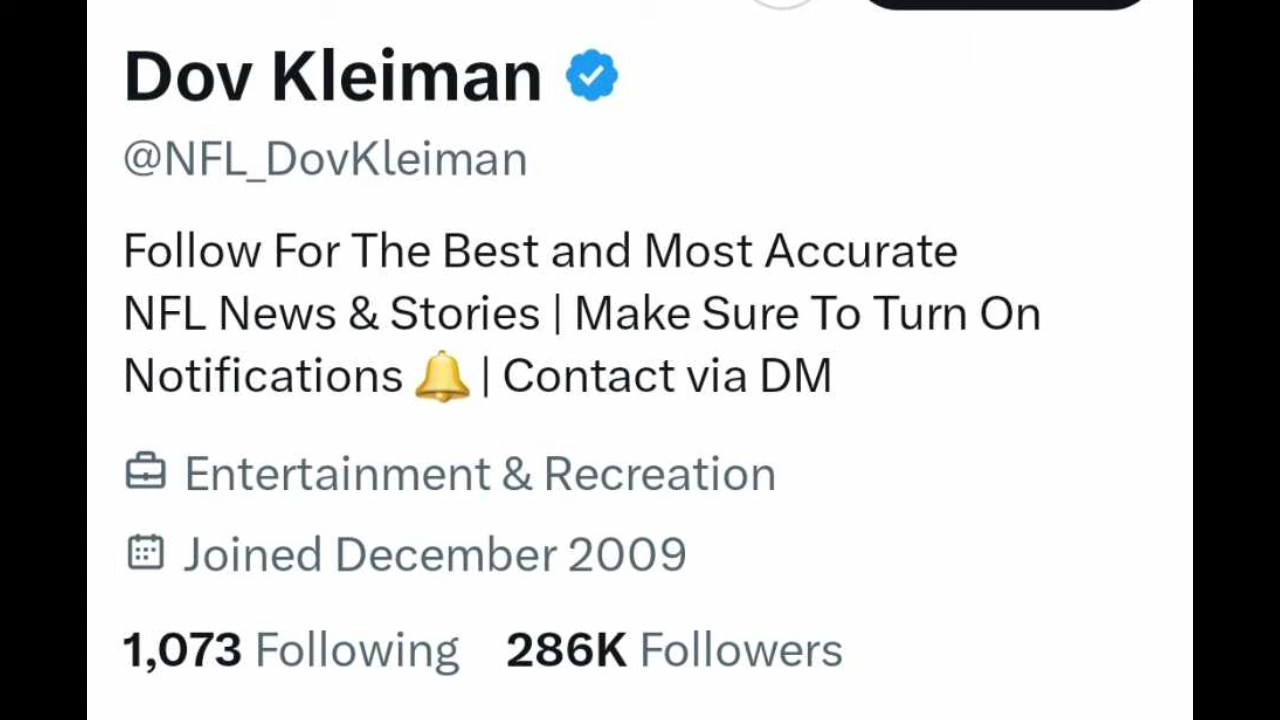 Dov Kleiman
@NFL_DovKleiman
Follow For The Best and Most Accurate
NFL News & Stories | Make Sure To Turn On
Notifications 🔔 | Contact via DM
Entertainment & Recreation
Joined December 2009
1,073 Following 286K Followers